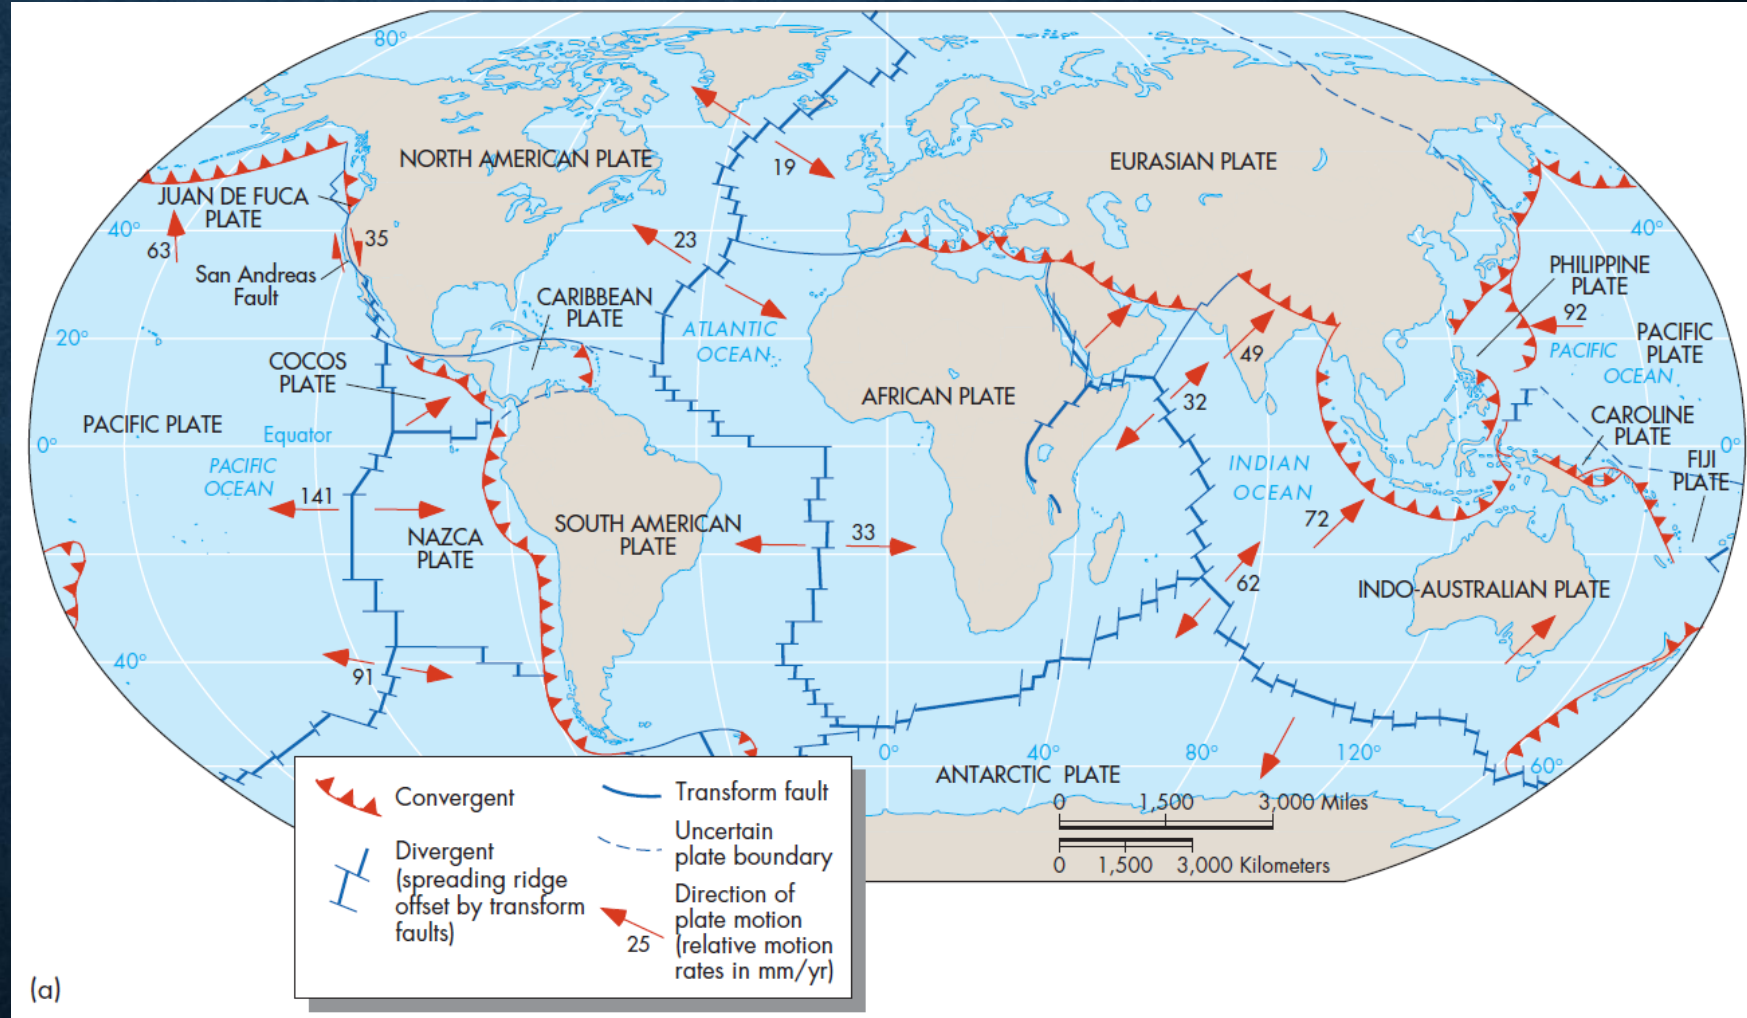 80°
NORTH AMERICAN PLATE
EURASIAN PLATE
19
JUAN DE FUCA
PLATE
40°
63
35
23
40°
San Andreas
Fault
PHILIPPINE
PLATE
CARIBBEAN
PLATE
92
ATLANTIC
OCEAN
20°
PACIFIC
PLATE
PACIFIC
OCEAN
COCOS
PLATE
49
AFRICAN PLATE
32
PACIFIC PLATE
Equator
CAROLINE
PLATE
0°
0°
PACIFIC
OCEAN
INDIAN
OCEAN
FIJI
PLATE
141
NAZCA
PLATE
SOUTH AMERICAN
PLATE
33
72
62
INDO-AUSTRALIAN PLATE
40°
91
0°
40°
80°
120°
60°
ANTARCTIC PLATE
0 1,500 3,000 Miles
0 1,500 3,000 Kilometers
Convergent
Divergent
(spreading ridge
offset by transform
faults)
Transform fault
Uncertain
plate boundary
Direction of
plate motion
(relative motion
rates in mm/yr)
25
(a)